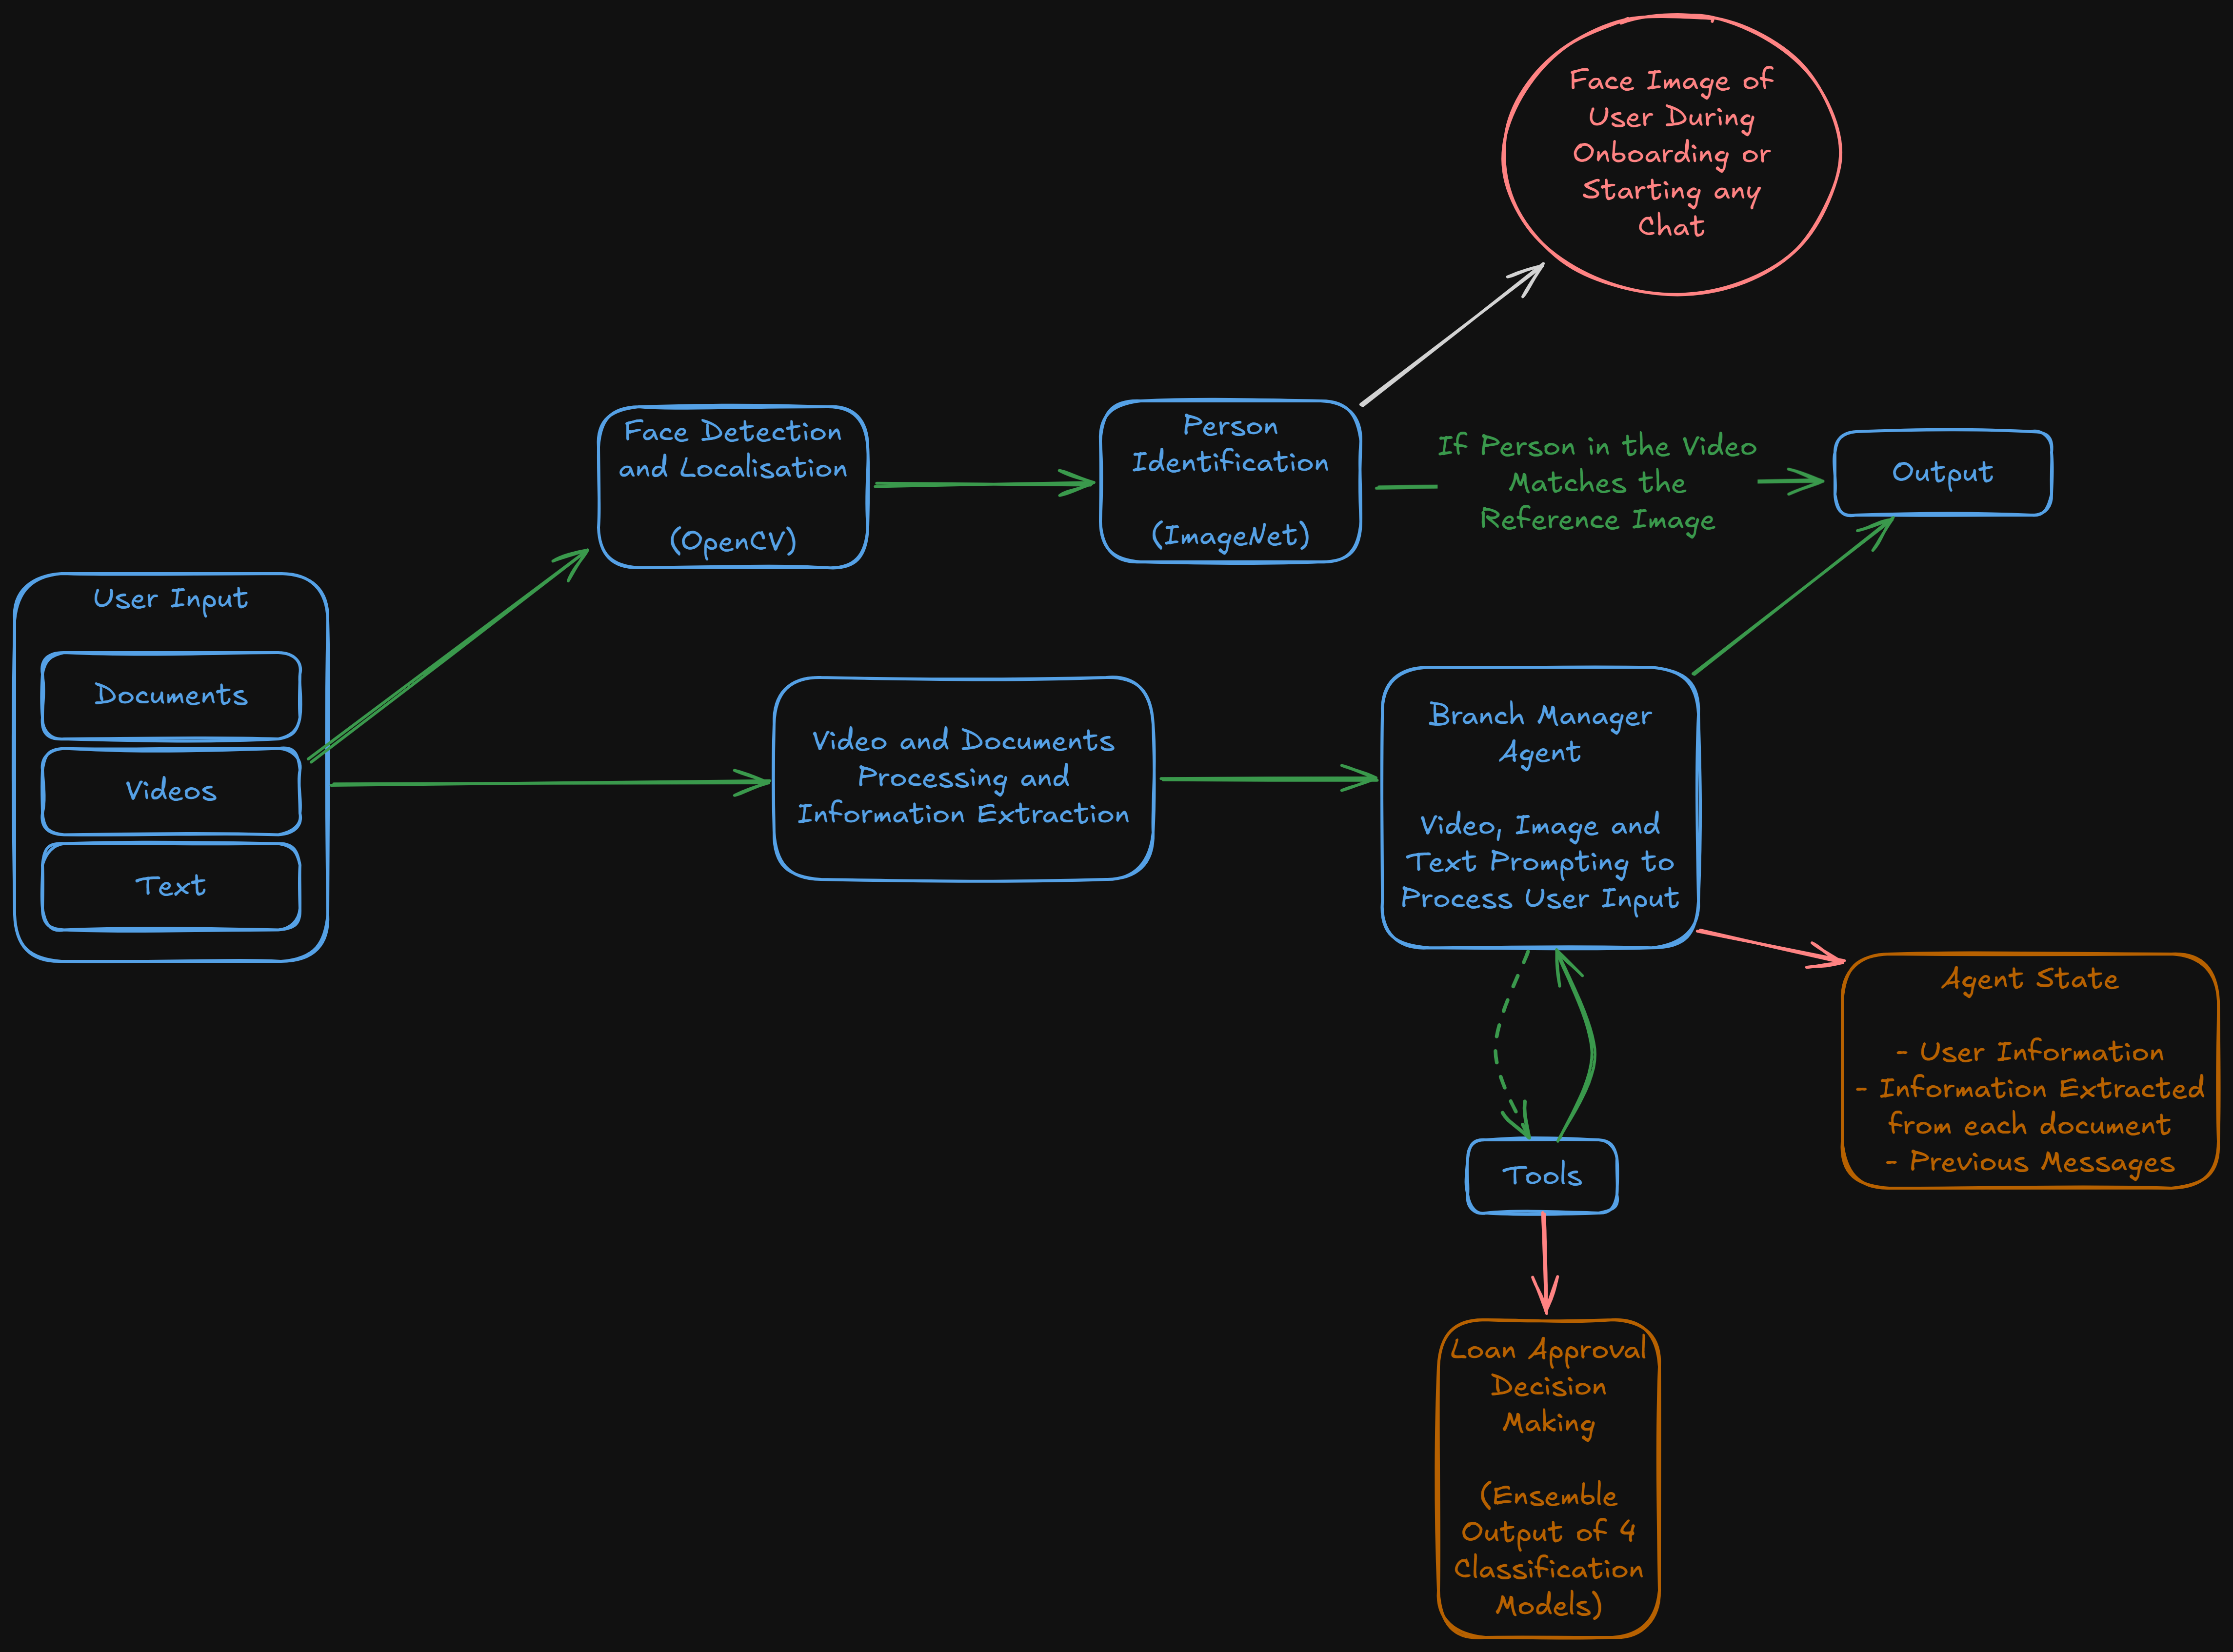 Face Image of
User During
Onboarding or
Starting any
Chat
Face Detection
and Localisation
(OpenCV)
Person
Identification
(ImageNet)
If Person in the Video
Matches the
Reference Image
Output
User Input
Documents
Videos
Text
Video and Documents
Processing and
Information Extraction
Branch Manager
Agent
Video, Image and
Text Prompting to
Process User Input
Agent State
- User Information
- Information Extracted
from each document
- Previous Messages
Tools
Loan Approval
Decision
Making
(Ensemble
Output of 4
Classification
Models)